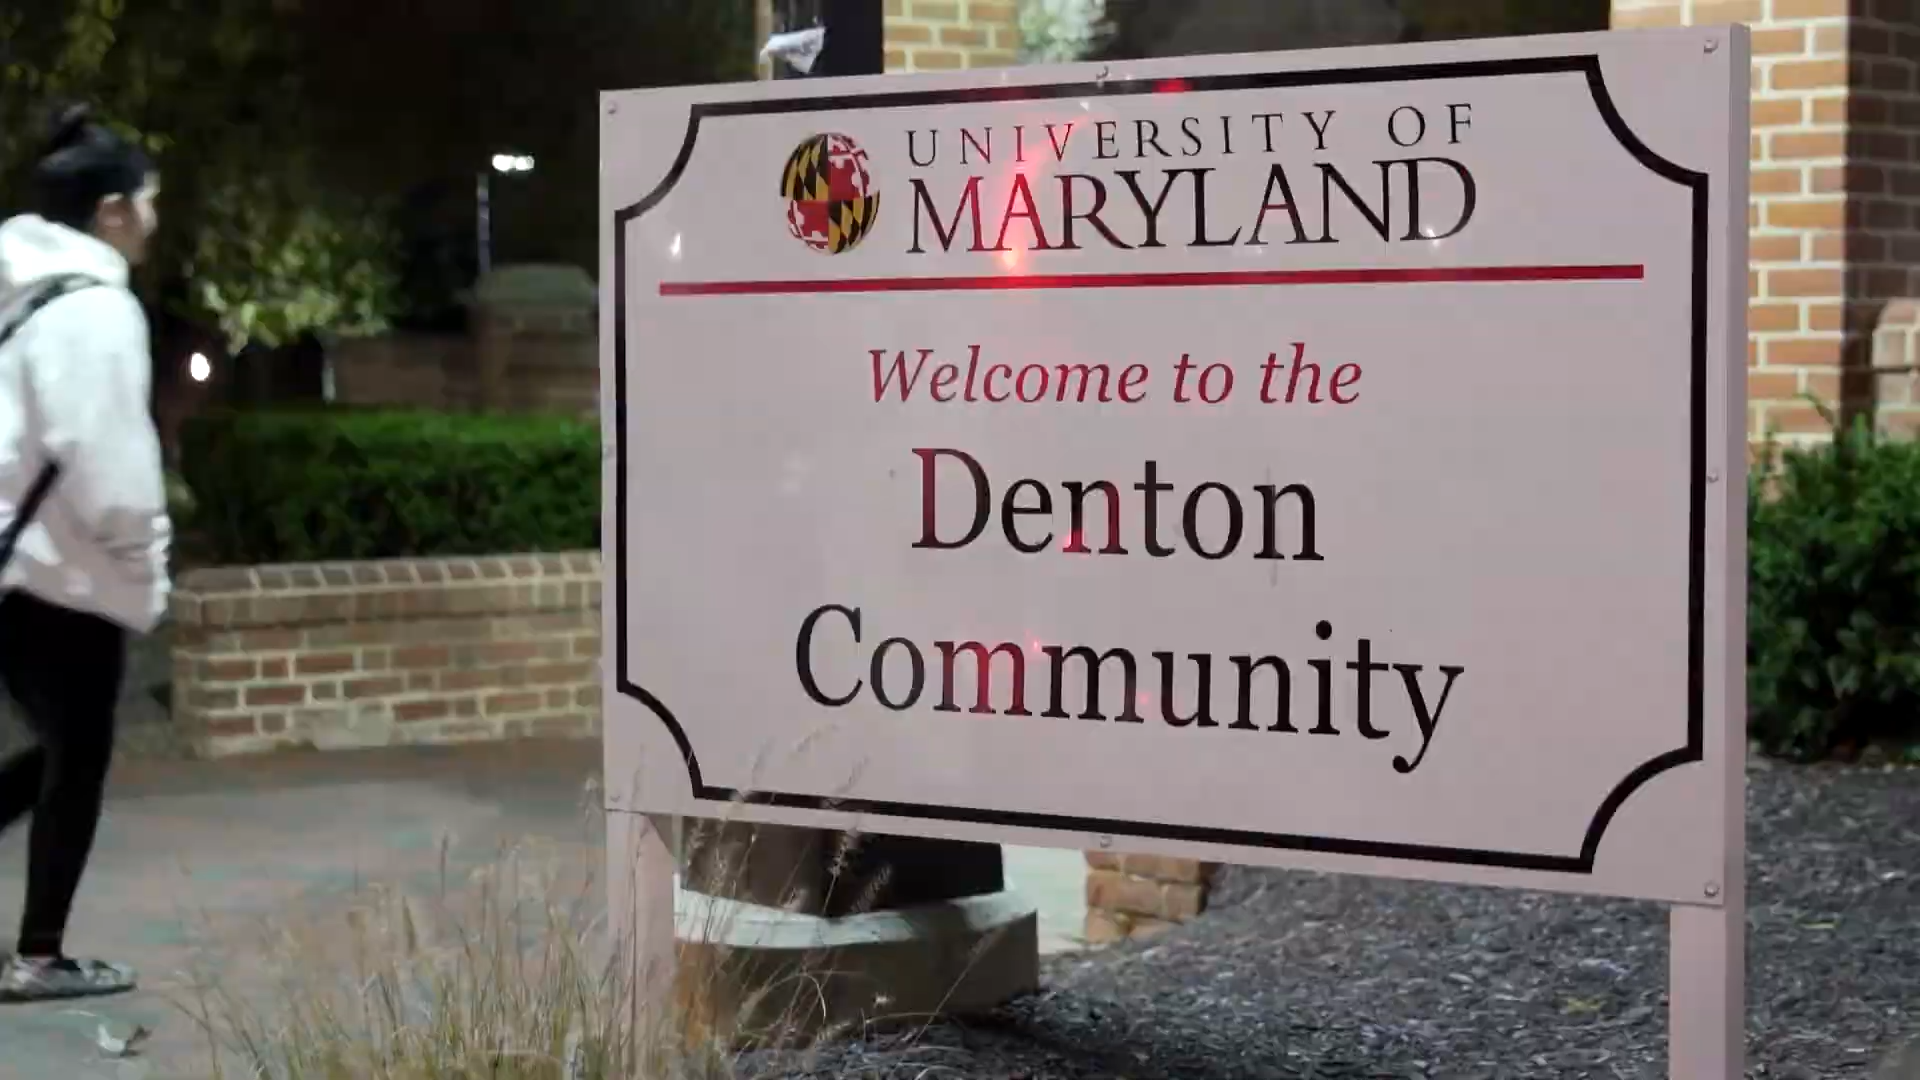 UNIVERSITY OF
MARYLAND
Welcome to the
Denton
Community